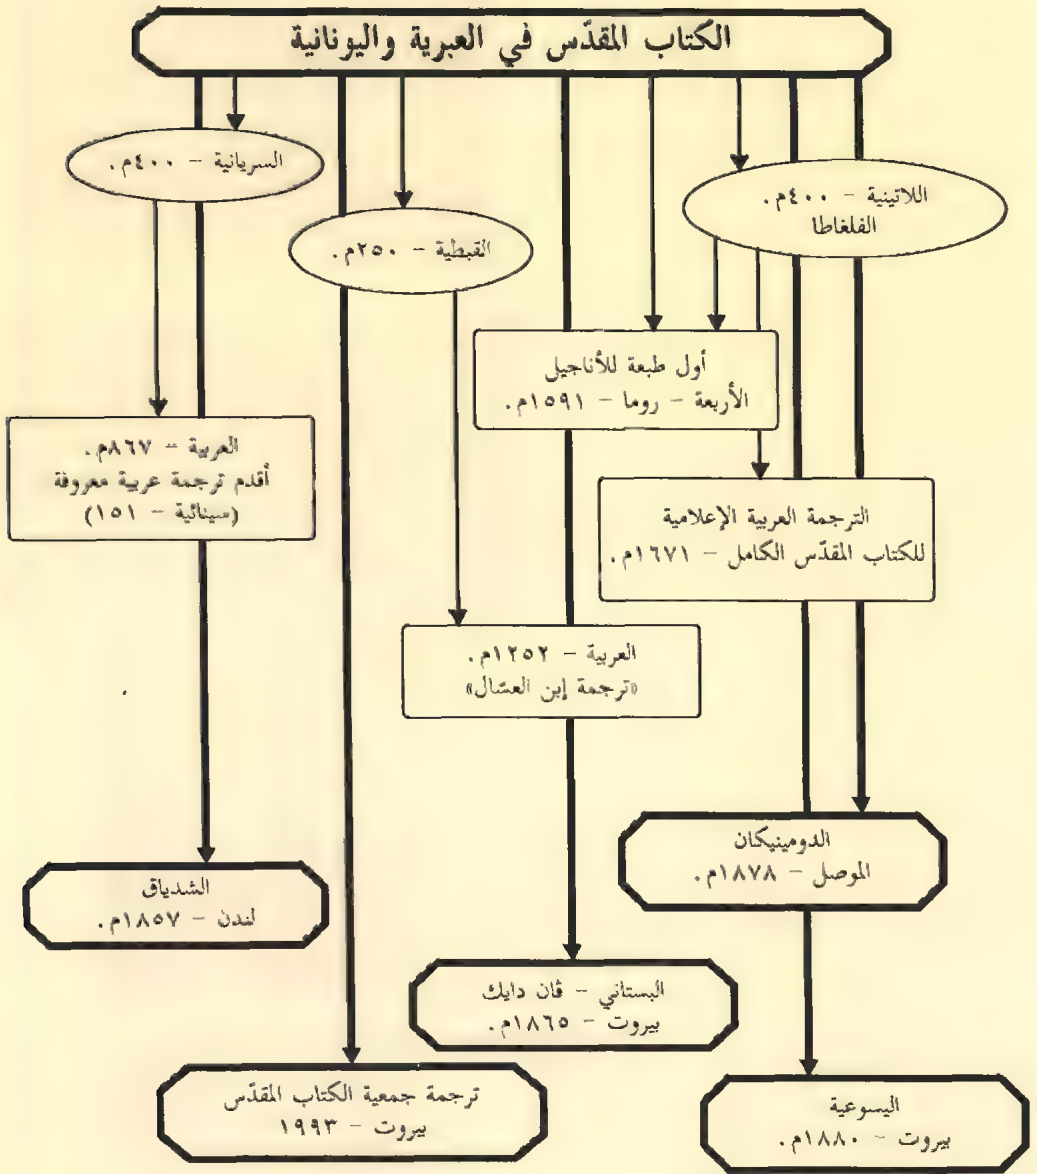 الكتاب المقدّس في العبرية واليونانية
السريانية - ٤٠٠م.
اللاتينية - ٤٠٠م.
الفلغاطا
القبطية - ٢٥٠م.
أول طبعة للأناجيل
الأربعة - روما - ١٥٩١م.
العربية - ٨٦٧م.
أقدم ترجمة عربية معروفة
(سينائية - ١٥١)
الترجمة العربية الإعلامية
للكتاب المقدّس الكامل - ١٦٧١م.
العربية - ١٢٥٢م.
«ترجمة إبن العسّال»
الدومينيكان
الموصل - ١٨٧٨م.
الشدياق
لندن - ١٨٥٧م.
البستاني - ڤان دايك
بيروت - ١٨٦٥م.
ترجمة جمعية الكتاب المقدّس
بيروت - ١٩٩٣
اليسوعية
بيروت - ١٨٨٠م.